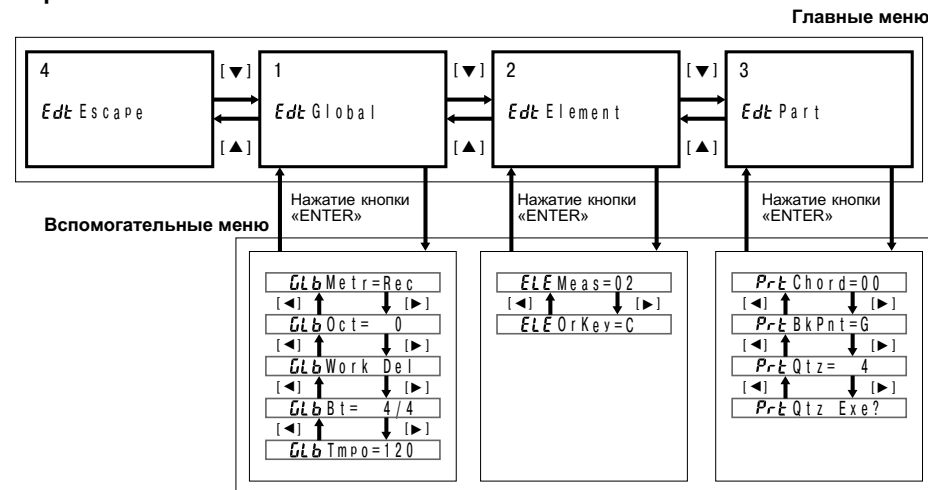 Главные меню
4
[▼]
1
[▼]
2
[▼]
3
Edt Escape
Edt Global
Edt Element
Edt Part
[▲]
[▲]
[▲]
Нажатие кнопки
«ENTER»
Нажатие кнопки
«ENTER»
Нажатие кнопки
«ENTER»
Вспомогательные меню
GLb Metr=Rec
[◄] [►]
GLb Oct= 0
[◄] [►]
GLb Work Del
[◄] [►]
GLb Bt= 4/4
[◄] [►]
GLb Tmpo=120
ELE Meas=02
[◄] [►]
ELE OrKey=C
Prt Chord=00
[◄] [►]
Prt BkPnt=G
[◄] [►]
Prt Qtz= 4
[◄] [►]
Prt Qtz Exe?